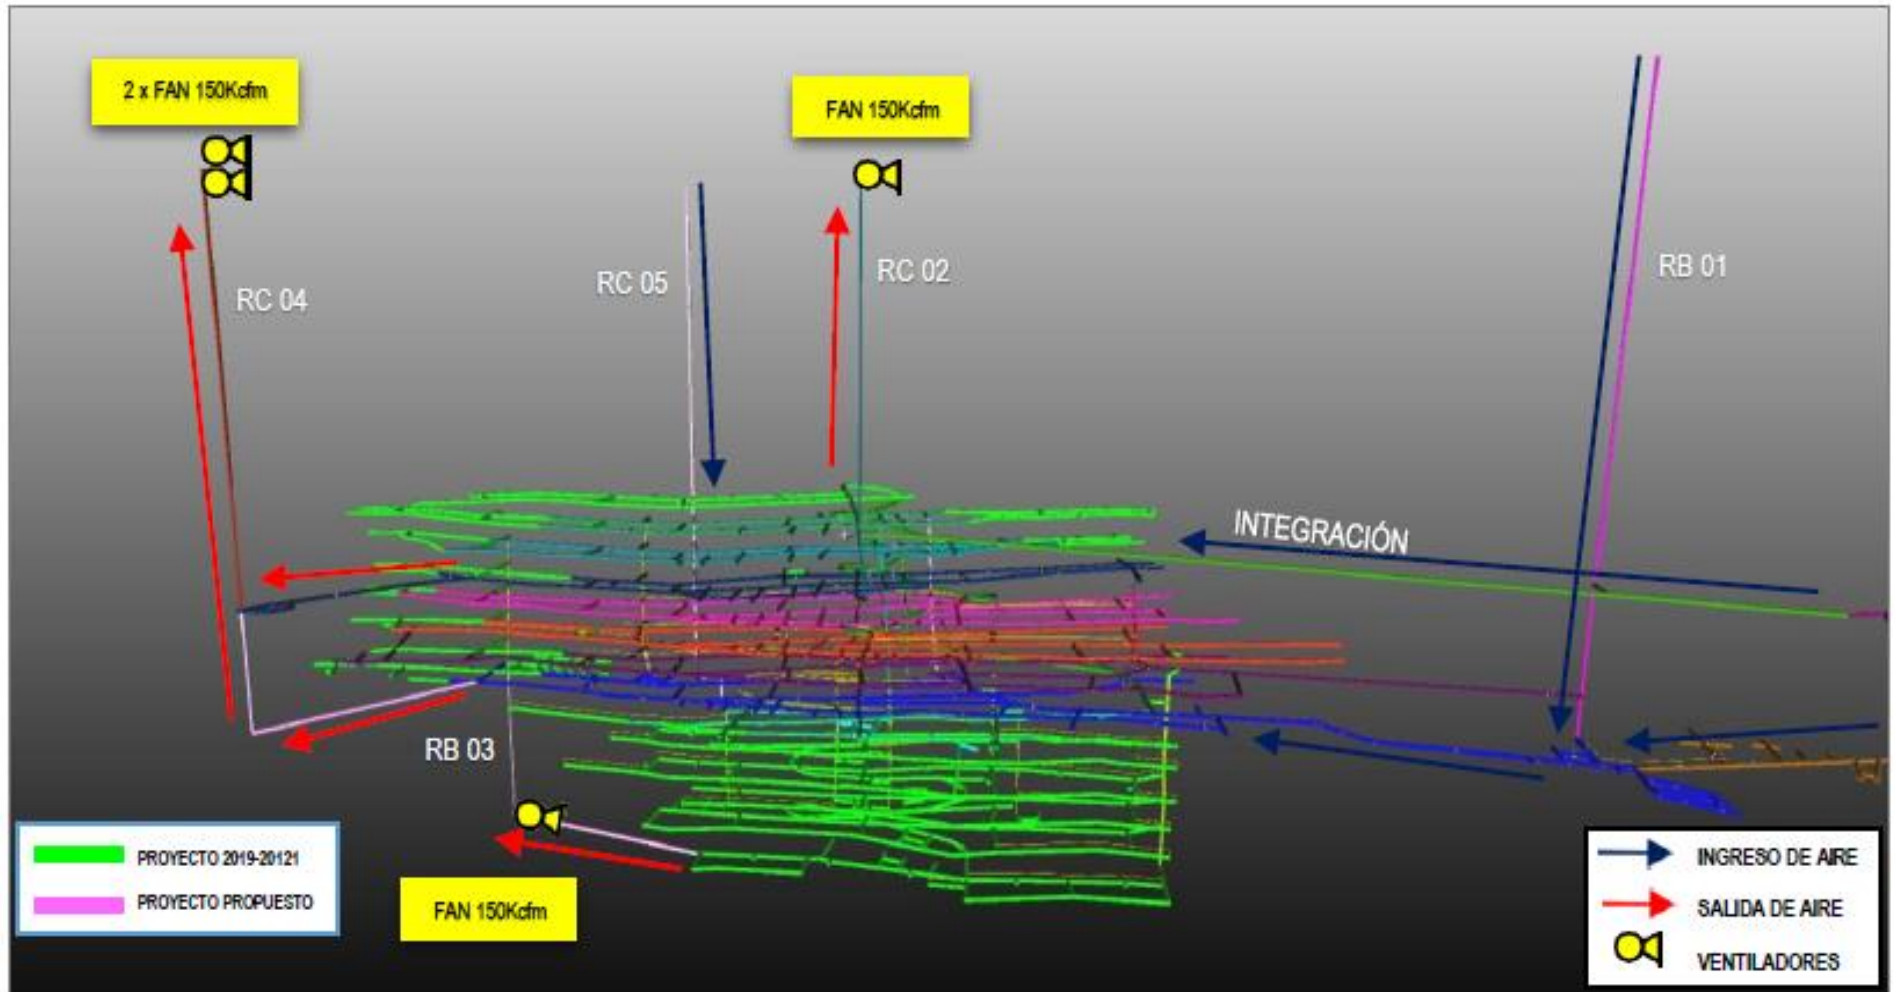 2 x FAN 150Kcfm
FAN 150Kcfm
RC 04
RC 05
RC 02
RB 01
INTEGRACIÓN
RB 03
FAN 150Kcfm
PROYECTO 2019-20121
PROYECTO PROPUESTO
INGRESO DE AIRE
SALIDA DE AIRE
VENTILADORES